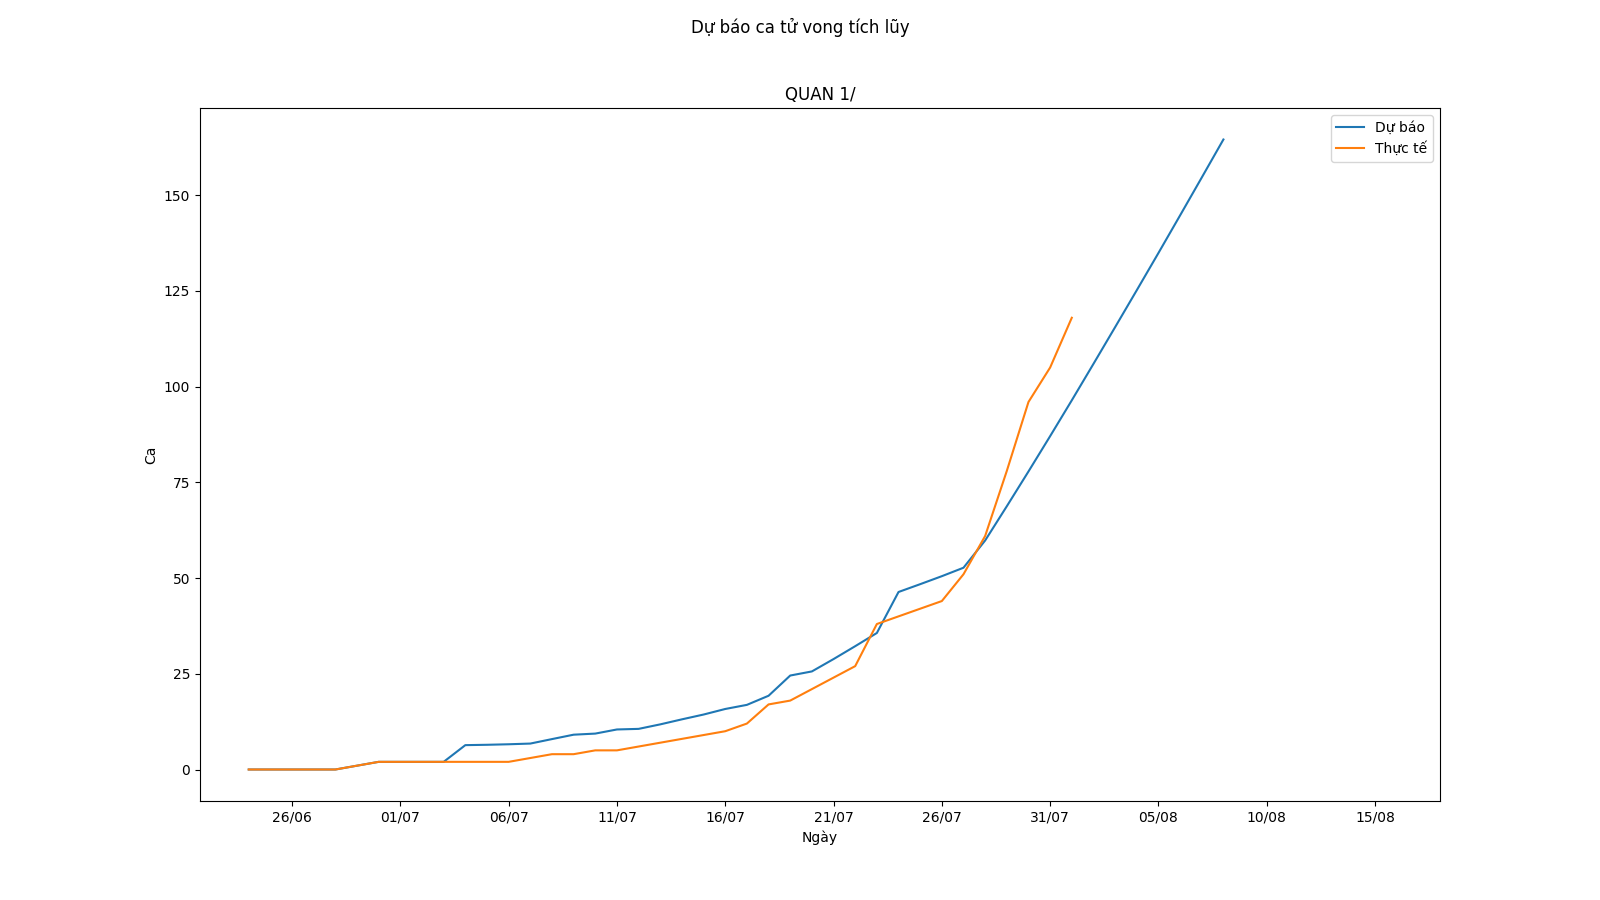 Dự báo ca tử vong tích lũy
QUAN 1/
Dự báo
Thực tế
150
125
100
75
50
25
0
Ca
26/06 01/07 06/07 11/07 16/07 21/07 26/07 31/07 05/08 10/08 15/08
Ngày